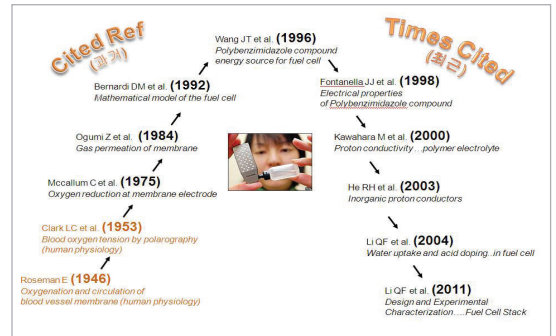 Cited Ref
(과거)
Times Cited
(최근)
Wang JT et al. (1996)
Polybenzimidazole compound
energy source for fuel cell
Bernardi DM et al. (1992)
Mathematical model of the fuel cell
Ogumi Z et al. (1984)
Gas permeation of membrane
Mccallum C et al. (1975)
Oxygen reduction at membrane electrode
Clark LC et al. (1953)
Blood oxygen tension by polarography
(human physiology)
Roseman E (1946)
Oxygenation and circulation of
blood vessel membrane (human physiology)
Fontanella JJ et al. (1998)
Electrical properties
of Polybenzimidazole compound
Kawahara M et al. (2000)
Proton conductivity…polymer electrolyte
He RH et al. (2003)
Inorganic proton conductors
Li QF et al. (2004)
Water uptake and acid doping..in fuel cell
Li QF et al. (2011)
Design and Experimental
Characterization….Fuel Cell Stack